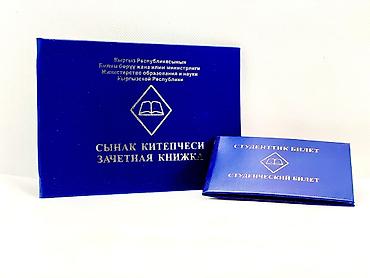 Кыргыз Республикасынын
Билим берүү жана илим министрлиги
Министерство образования и науки
Кыргызской Республики
СЫНАК КИТЕПЧЕСИ
ЗАЧЕТНАЯ КНИЖКА
СТУДЕНТТИК БИЛЕТ
СТУДЕНЧЕСКИЙ БИЛЕТ